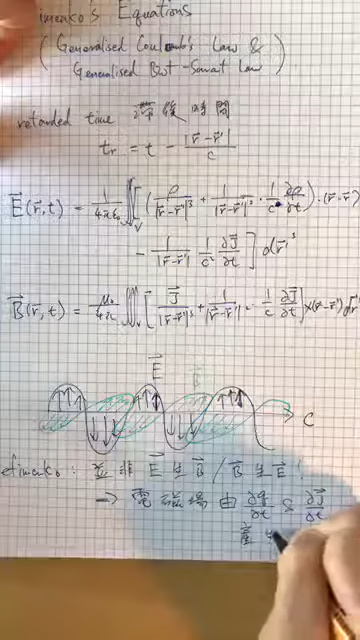 imenko's Equations
(Generalised Coulomb's Law &
Generalised Biot-Savart Law)
retarded time 遲後時間
tr = t - |r⃗-r⃗'|/c
E⃗(r⃗,t) = 1/4πε₀ ∭ᵥ[(ρ/|r⃗-r⃗'|³ + 1/|r⃗-r⃗'|² · 1/c ∂ρ/∂t)·(r⃗-r⃗')
- 1/|r⃗-r⃗'| 1/c² ∂J⃗/∂t] dr⃗'³
B⃗(r⃗,t) = μ₀/4π ∭ᵥ[J⃗/|r⃗-r⃗'|³ + 1/|r⃗-r⃗'|² · 1/c ∂J⃗/∂t]×(r⃗-r⃗')dr⃗'
E⃗ B⃗
c
efimenko: 並非 E⃗ 生 B⃗ / B⃗ 生 E⃗!
→ 電磁場 由 ∂ρ/∂t & ∂J⃗/∂t
產